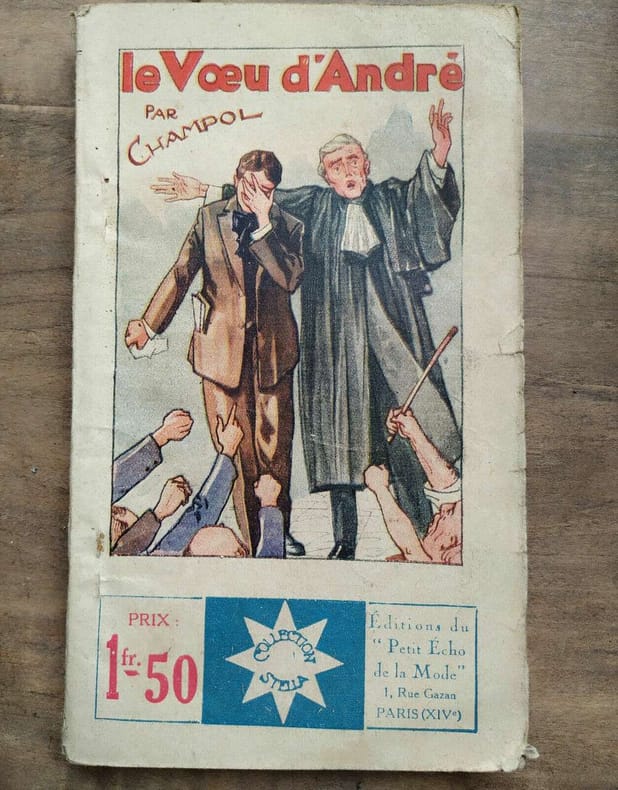 le Vœu d'André
PAR
CHAMPOL
PRIX :
1fr.-50
COLLECTION
STELLA
Éditions du
" Petit Écho
de la Mode"
1, Rue Gazan
PARIS (XIVe)